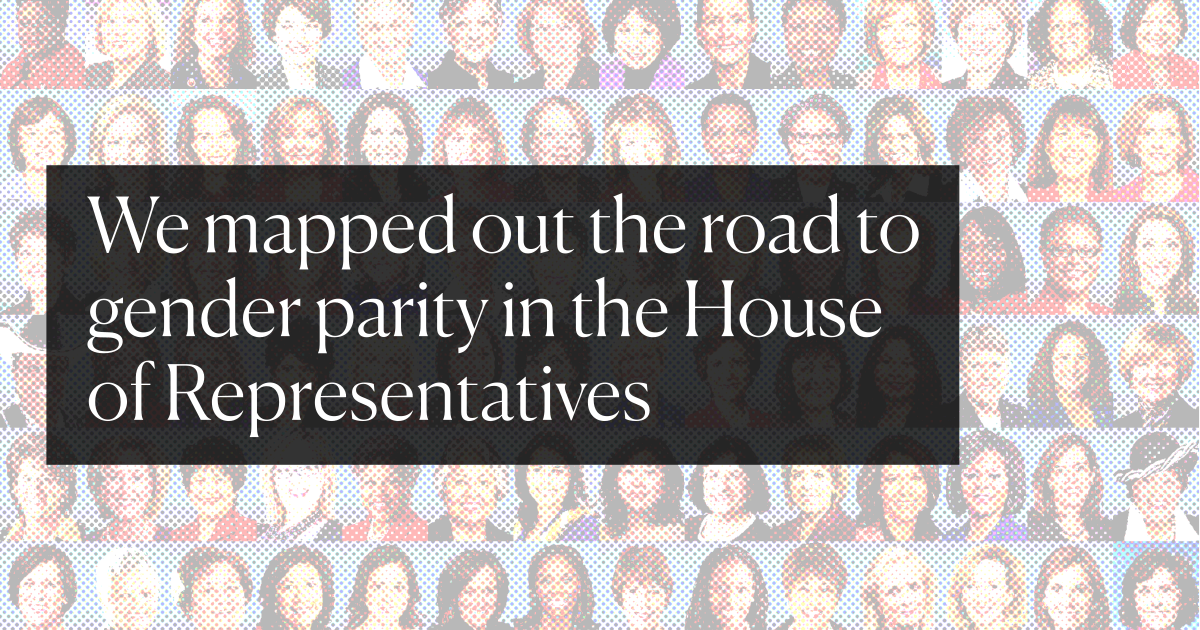 We mapped out the road to
gender parity in the House
of Representatives